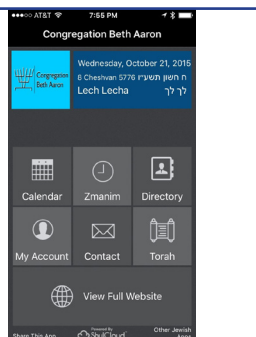 AT&T 7:55 PM
Congregation Beth Aaron
Congregation
Beth Aaron
Wednesday, October 21, 2015
8 Cheshvan 5776 ח חשון תשע״ו
Lech Lecha לך לך
Calendar Zmanim Directory
My Account Contact Torah
View Full Website
Share This App
Powered By
ShulCloud
Other Jewish
Apps